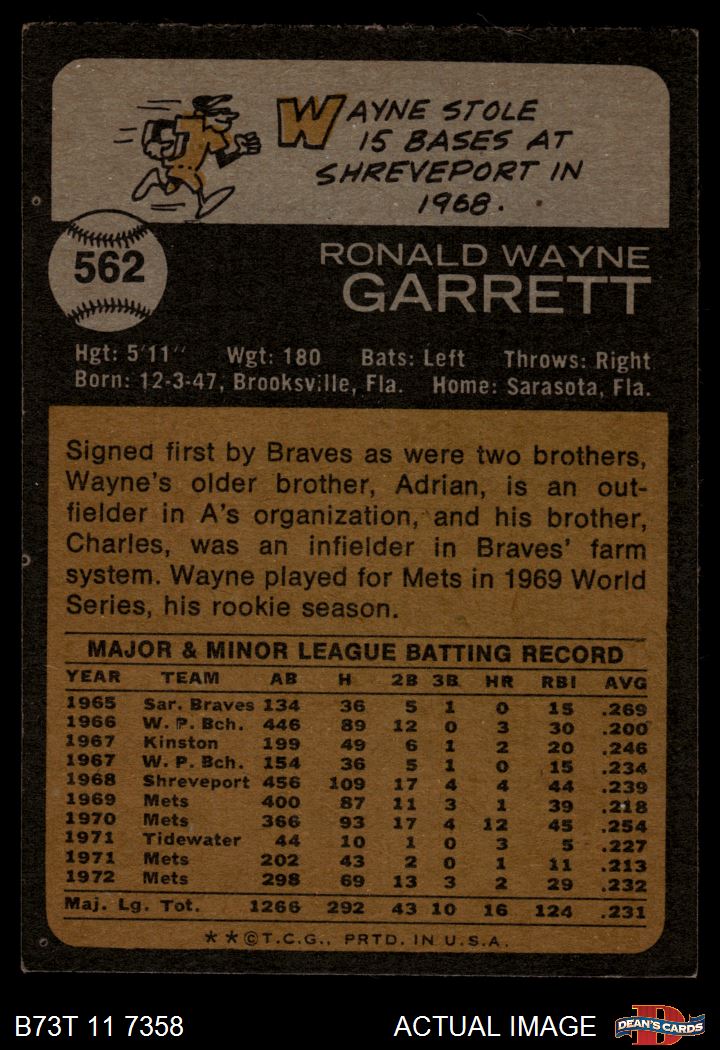 WAYNE STOLE
15 BASES AT
SHREVEPORT IN
1968.
562
RONALD WAYNE
GARRETT
Hgt: 5'11" Wgt: 180 Bats: Left Throws: Right
Born: 12-3-47, Brooksville, Fla. Home: Sarasota, Fla.
Signed first by Braves as were two brothers,
Wayne's older brother, Adrian, is an out-
fielder in A's organization, and his brother,
Charles, was an infielder in Braves' farm
system. Wayne played for Mets in 1969 World
Series, his rookie season.
MAJOR & MINOR LEAGUE BATTING RECORD
YEAR TEAM AB H 2B 3B HR RBI AVG
1965 Sar. Braves 134 36 5 1 0 15 .269
1966 W. P. Bch. 446 89 12 0 3 30 .200
1967 Kinston 199 49 6 1 2 20 .246
1967 W. P. Bch. 154 36 5 1 0 15 .234
1968 Shreveport 456 109 17 4 4 44 .239
1969 Mets 400 87 11 3 1 39 .218
1970 Mets 366 93 17 4 12 45 .254
1971 Tidewater 44 10 1 0 3 5 .227
1971 Mets 202 43 2 0 1 11 .213
1972 Mets 298 69 13 3 2 29 .232
Maj. Lg. Tot. 1266 292 43 10 16 124 .231
**©T.C.G., PRTD. IN U.S.A.
B73T 11 7358 ACTUAL IMAGE DEAN'S CARDS